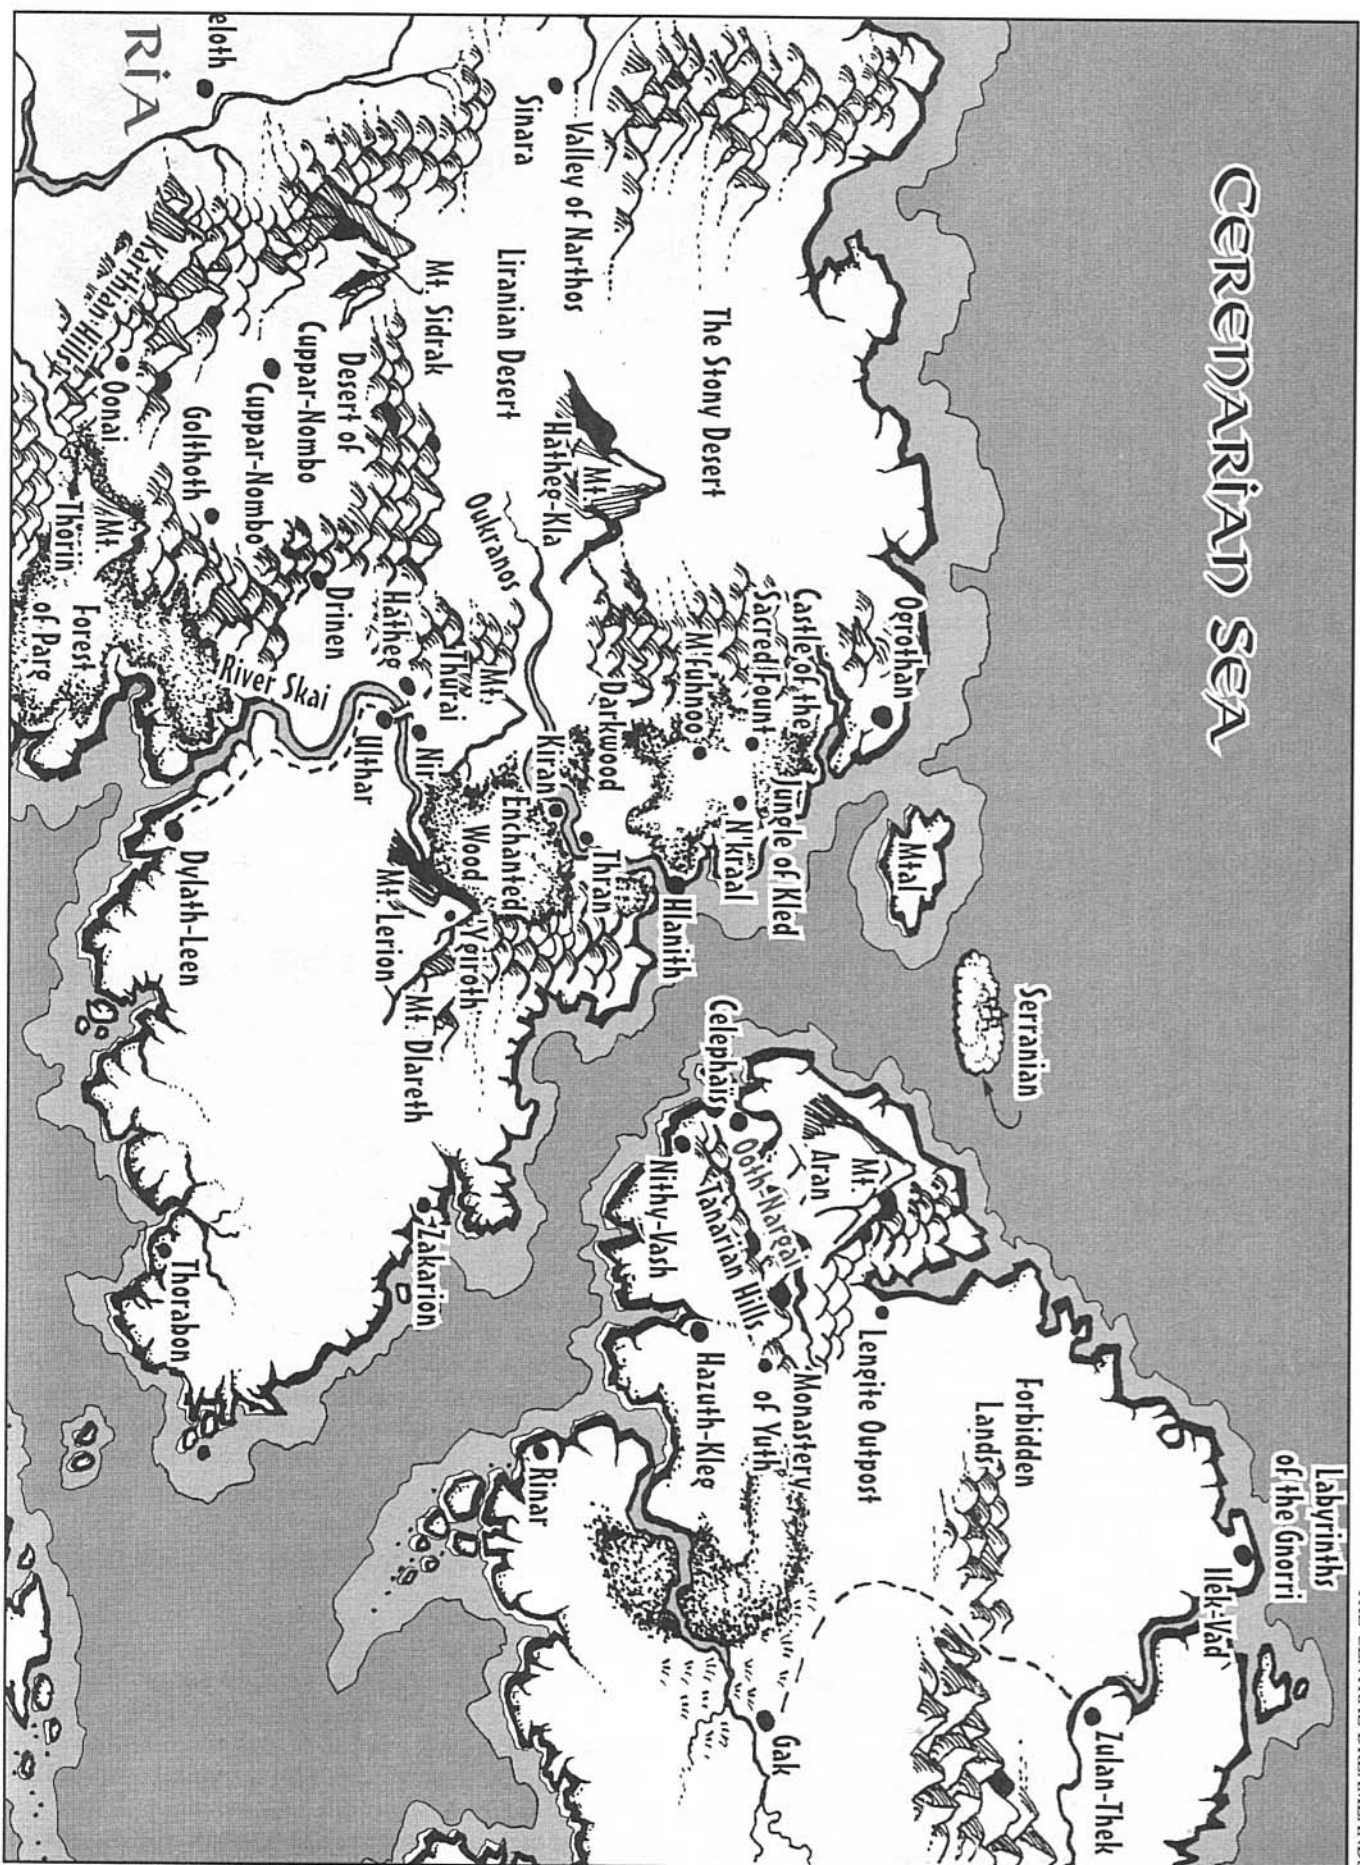 CERENARIAN SEA
Labyrinths
of the Gnorri
Ilek-Vad
Serranian
Zulan-Thek
Forbidden
Lands
Ogrothan
Mtal
Lengite Outpost
Mt.
Aran
Castle of the
Sacred Fount
Jungle of Kled
Monastery
of Yuth
Ooth-Nargai
Gak
The Stony Desert
M'fuhnoo
N'kraal
Celephaïs
Tanarian Hills
Hazuth-Kleg
Hlanith
Nithy-Vash
Mt.
Hatheg-Kla
Darkwood
Thran
Valley of Narthos
Kiran
Rinar
Sinara
Liranian Desert
Oukranos
Enchanted
Wood
Mt.
Thurai
Ygiroth
Mt. Sidrak
Nir
Zakarion
Mt. Dlareth
Mt. Lerion
Hatheg
Ulthar
Desert of
Cuppar-Nombo
Drinen
Cuppar-Nombo
River Skai
eloth
Golthoth
Dylath-Leen
Thorabon
RIA
Karthian Hills
Oonai
Mt.
Thorin
Forest
of Parg